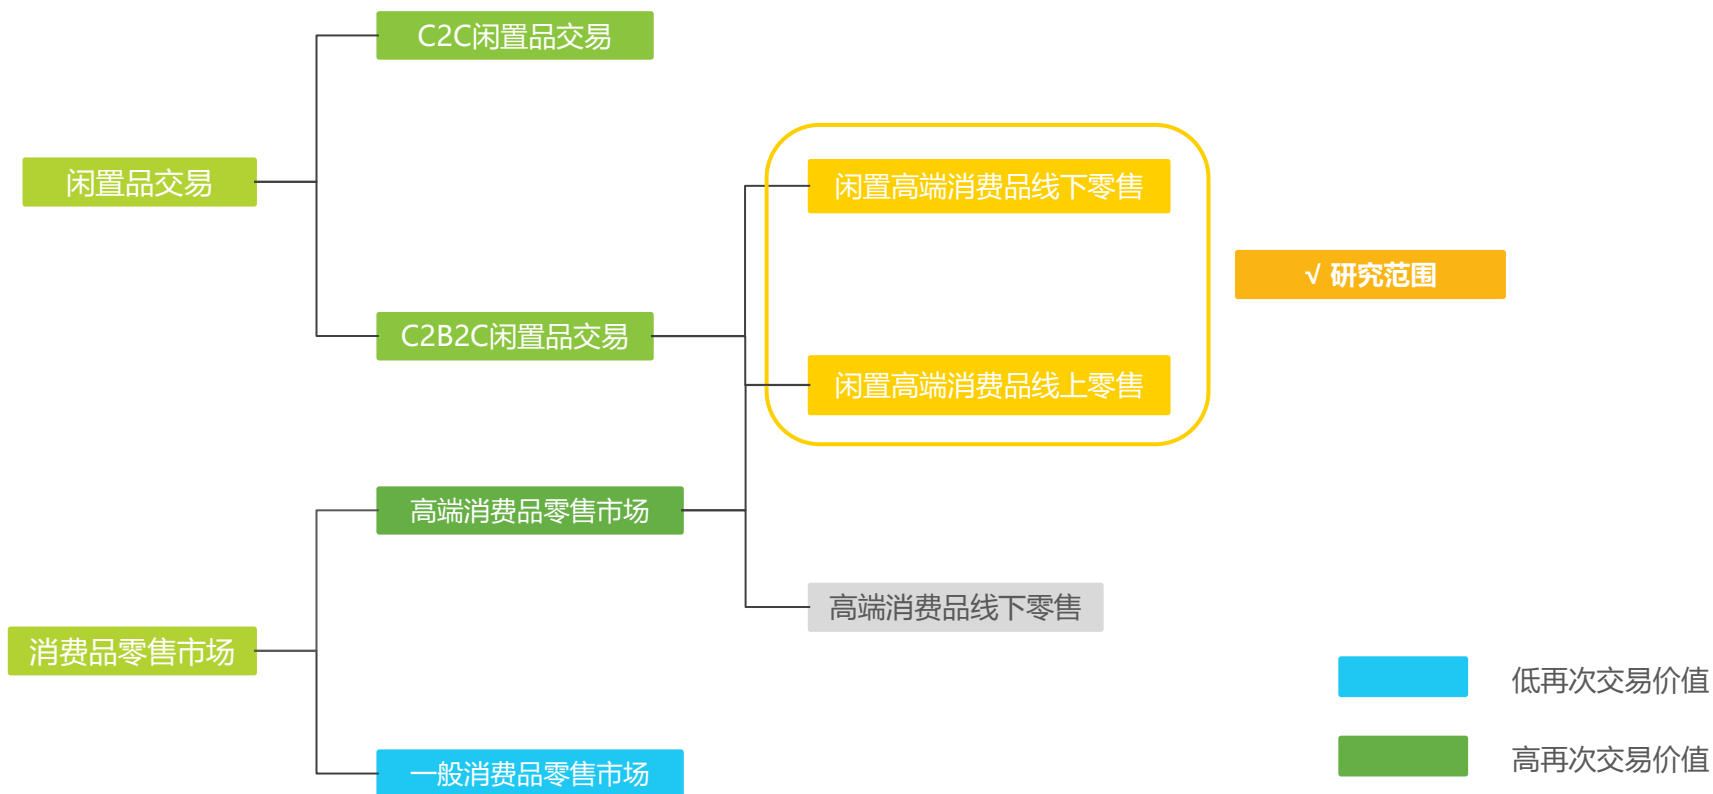 C2C闲置品交易
闲置品交易
闲置高端消费品线下零售
√ 研究范围
C2B2C闲置品交易
闲置高端消费品线上零售
高端消费品零售市场
高端消费品线下零售
消费品零售市场
低再次交易价值
高再次交易价值
一般消费品零售市场